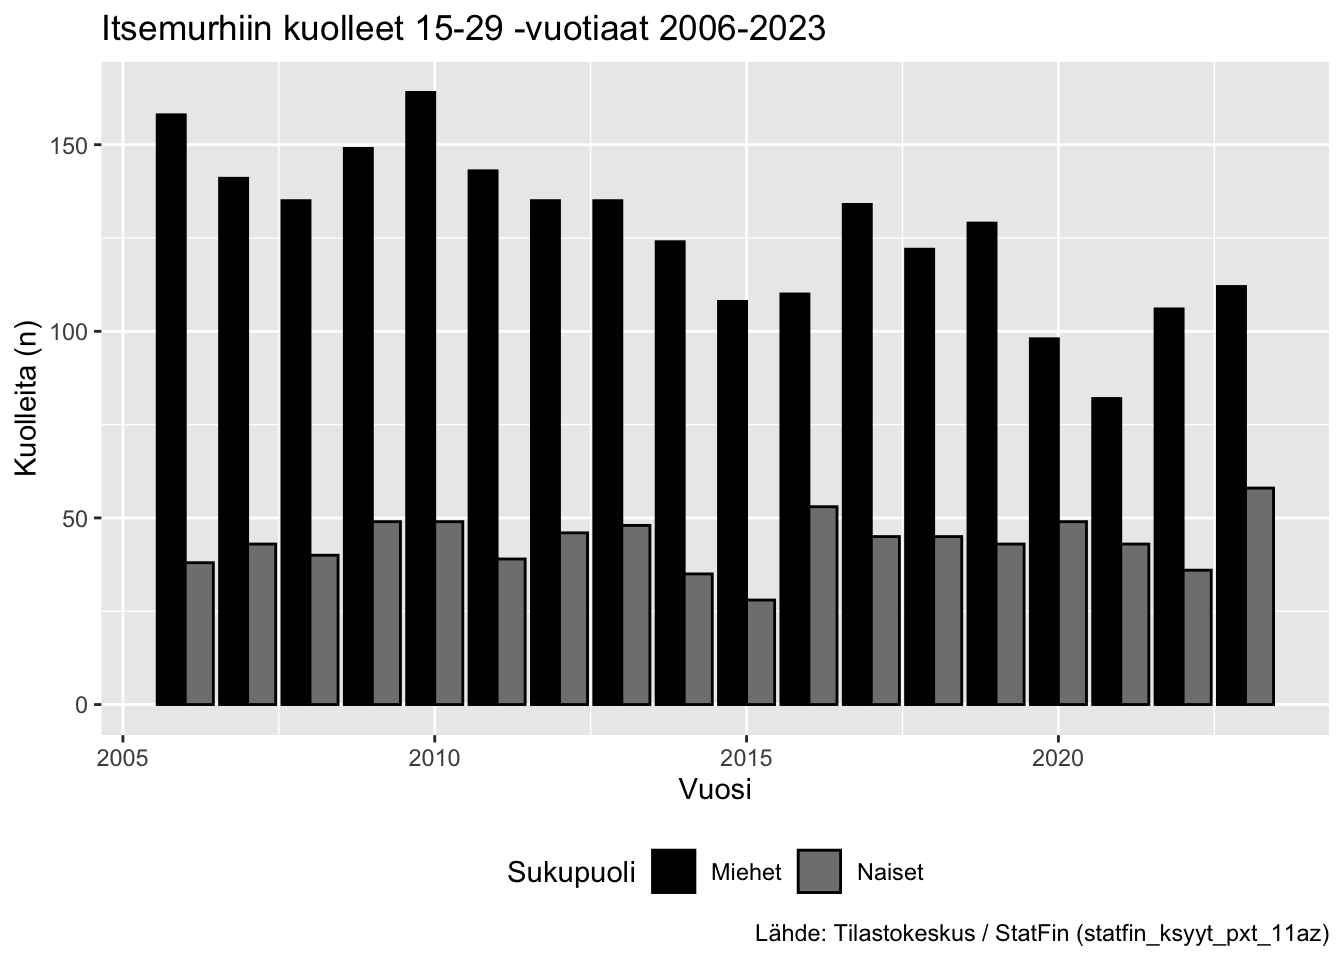 Itsemurhiin kuolleet 15-29 -vuotiaat 2006-2023
Kuolleita (n)
150
100
50
0
2005 2010 2015 2020
Vuosi
Sukupuoli Miehet Naiset
Lähde: Tilastokeskus / StatFin (statfin_ksyyt_pxt_11az)